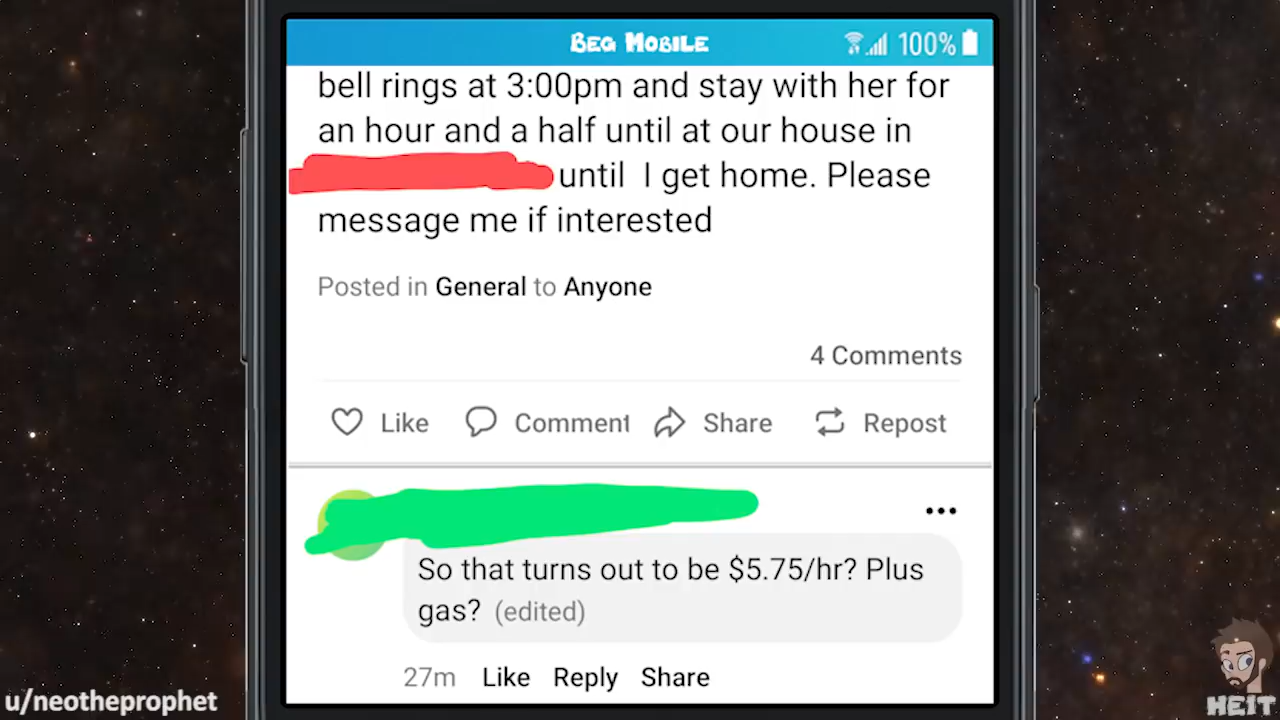 BEG MOBILE
100%
bell rings at 3:00pm and stay with her for
an hour and a half until at our house in
until I get home. Please
message me if interested
Posted in General to Anyone
4 Comments
Like Comment Share Repost
So that turns out to be $5.75/hr? Plus
gas? (edited)
27m Like Reply Share
u/neotheprophet
HEIT